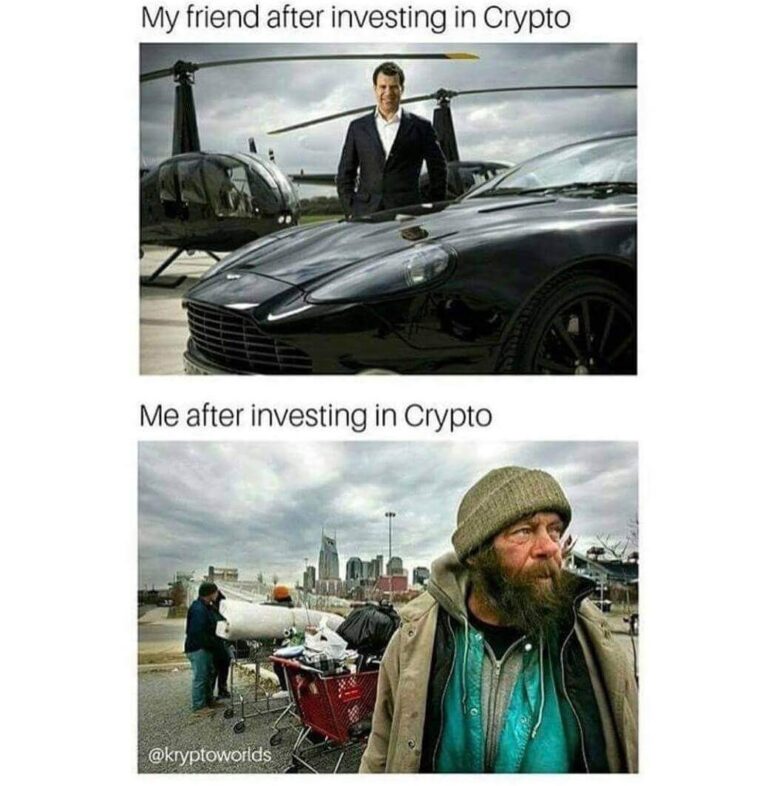 My friend after investing in Crypto
Me after investing in Crypto
@kryptoworlds